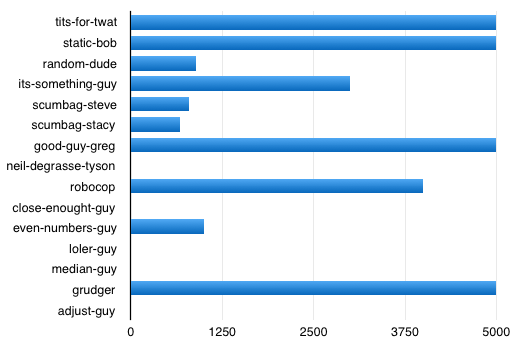 tits-for-twat
static-bob
random-dude
its-something-guy
scumbag-steve
scumbag-stacy
good-guy-greg
neil-degrasse-tyson
robocop
close-enought-guy
even-numbers-guy
loler-guy
median-guy
grudger
adjust-guy
0 1250 2500 3750 5000